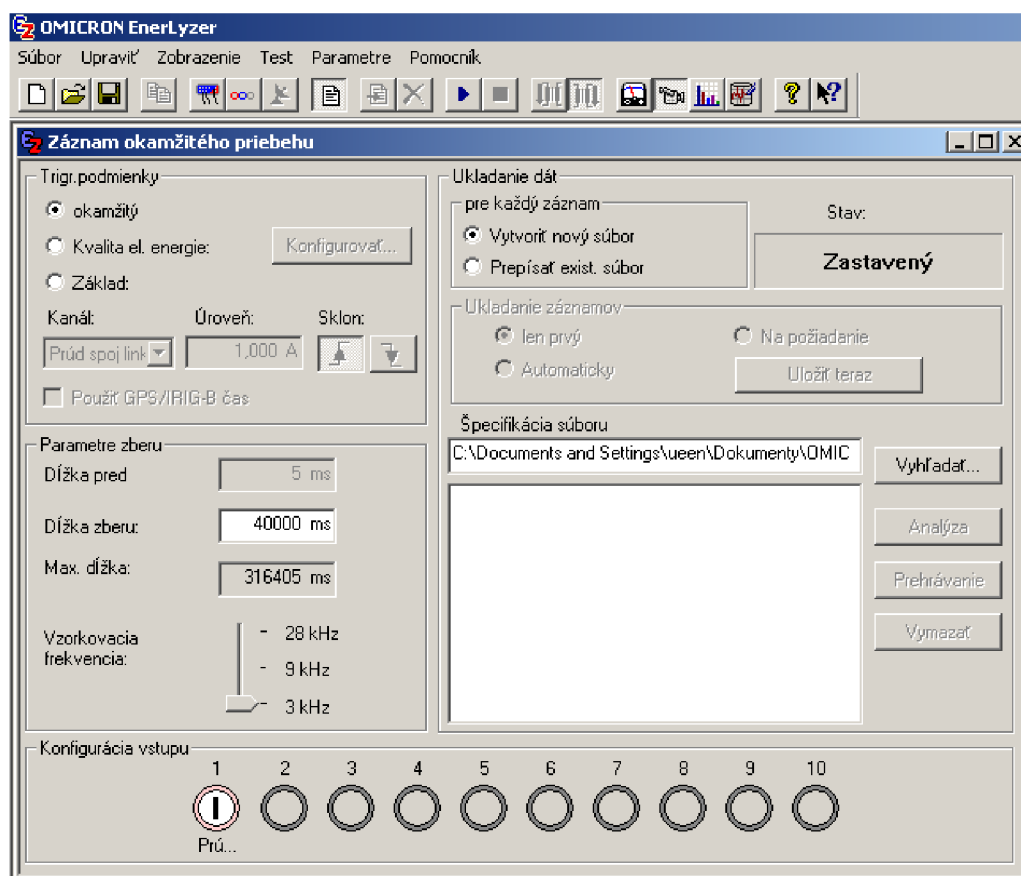 OMICRON EnerLyzer
Súbor Upraviť Zobrazenie Test Parametre Pomocník
Záznam okamžitého priebehu
Trigr.podmienky
okamžitý
Kvalita el. energie: Konfigurovať...
Základ:
Kanál: Úroveň: Sklon:
Prúd spoj link 1,000 A
Použiť GPS/IRIG-B čas
Parametre zberu
Dĺžka pred 5 ms
Dĺžka zberu: 40000 ms
Max. dĺžka: 316405 ms
Vzorkovacia
frekvencia:
28 kHz
9 kHz
3 kHz
Ukladanie dát
pre každý záznam
Vytvoriť nový súbor
Prepísať exist. súbor
Stav:
Zastavený
Ukladanie záznamov
len prvý Na požiadanie
Automaticky Uložiť teraz
Špecifikácia súboru
C:\Documents and Settings\ueen\Dokumenty\OMIC Vyhľadať...
Analýza
Prehrávanie
Vymazať
Konfigurácia vstupu
1 2 3 4 5 6 7 8 9 10
Prú...